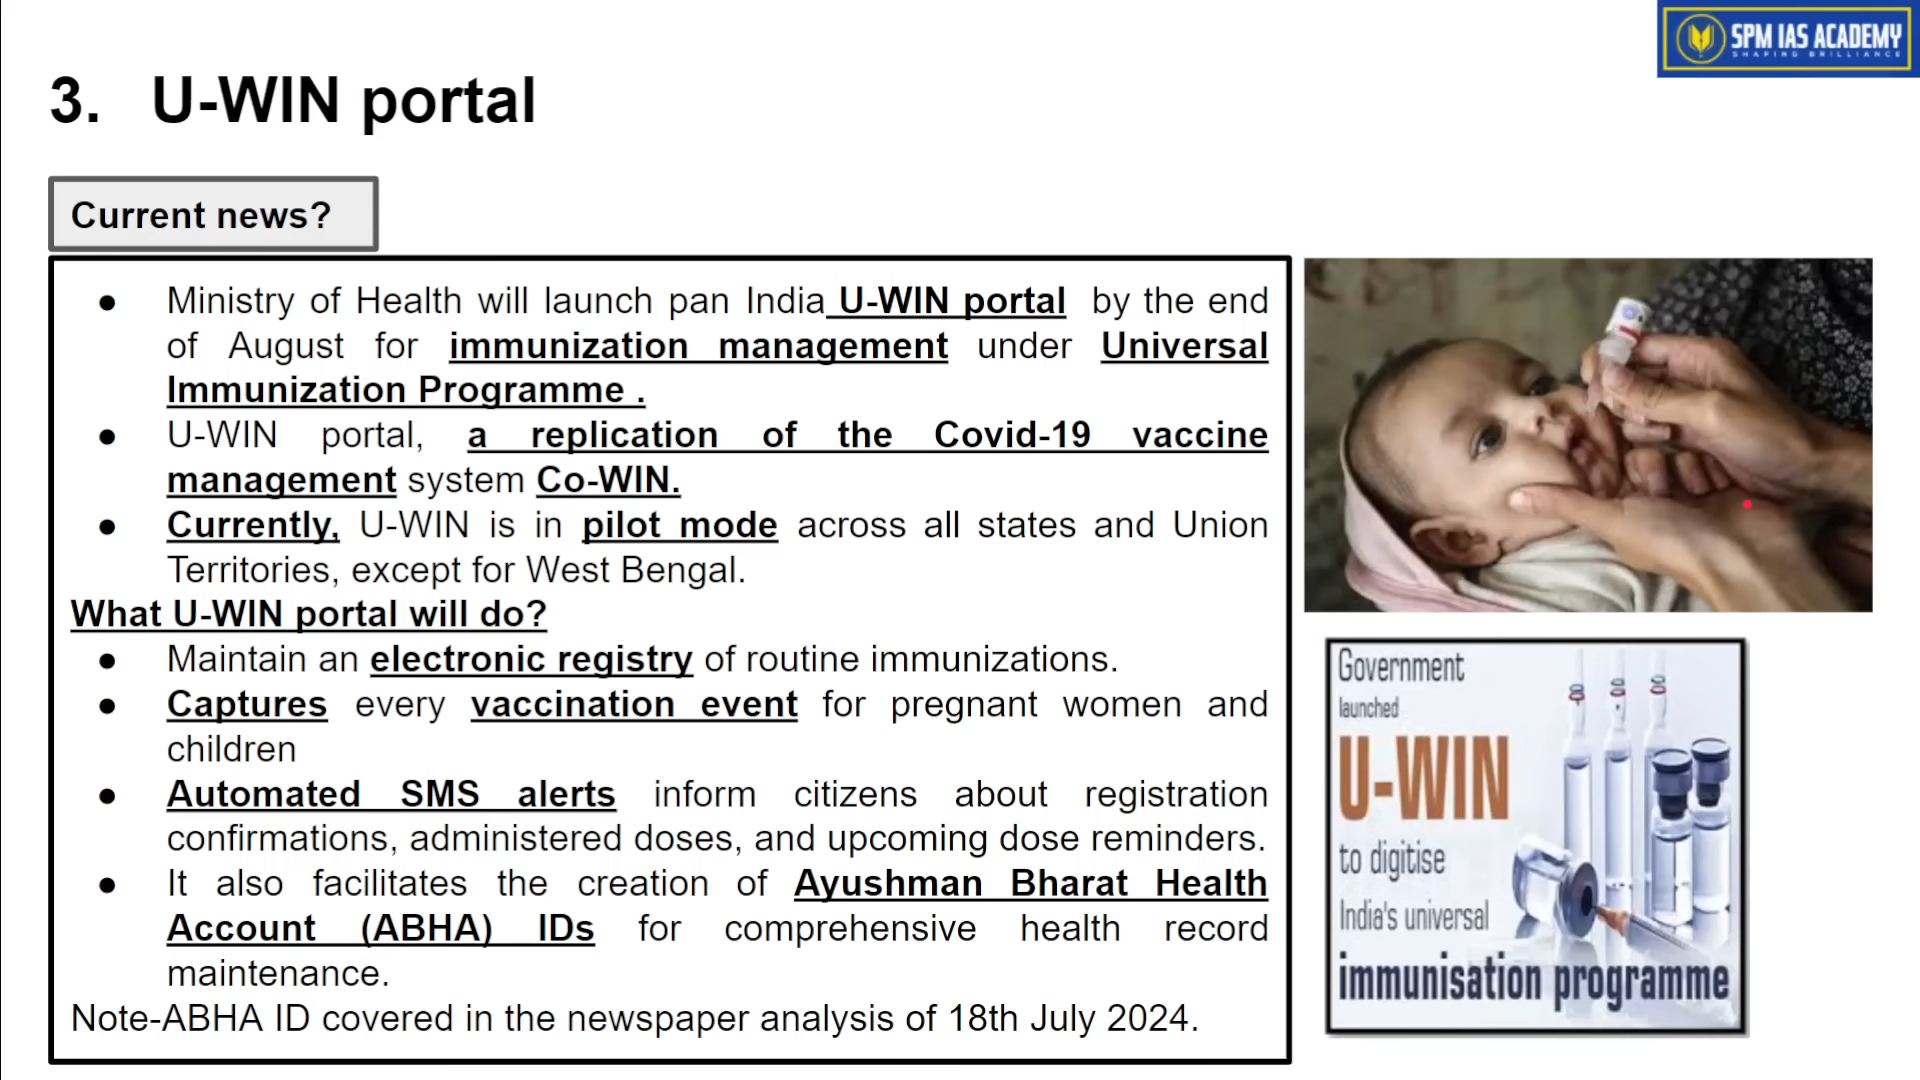 SPM IAS ACADEMY
SHAPING BRILLIANCE
3. U-WIN portal
Current news?
● Ministry of Health will launch pan India U-WIN portal by the end
of August for immunization management under Universal
Immunization Programme .
● U-WIN portal, a replication of the Covid-19 vaccine
management system Co-WIN.
● Currently, U-WIN is in pilot mode across all states and Union
Territories, except for West Bengal.
What U-WIN portal will do?
● Maintain an electronic registry of routine immunizations.
● Captures every vaccination event for pregnant women and
children
● Automated SMS alerts inform citizens about registration
confirmations, administered doses, and upcoming dose reminders.
● It also facilitates the creation of Ayushman Bharat Health
Account (ABHA) IDs for comprehensive health record
maintenance.
Note-ABHA ID covered in the newspaper analysis of 18th July 2024.
Government
launched
U-WIN
to digitise
India's universal
immunisation programme